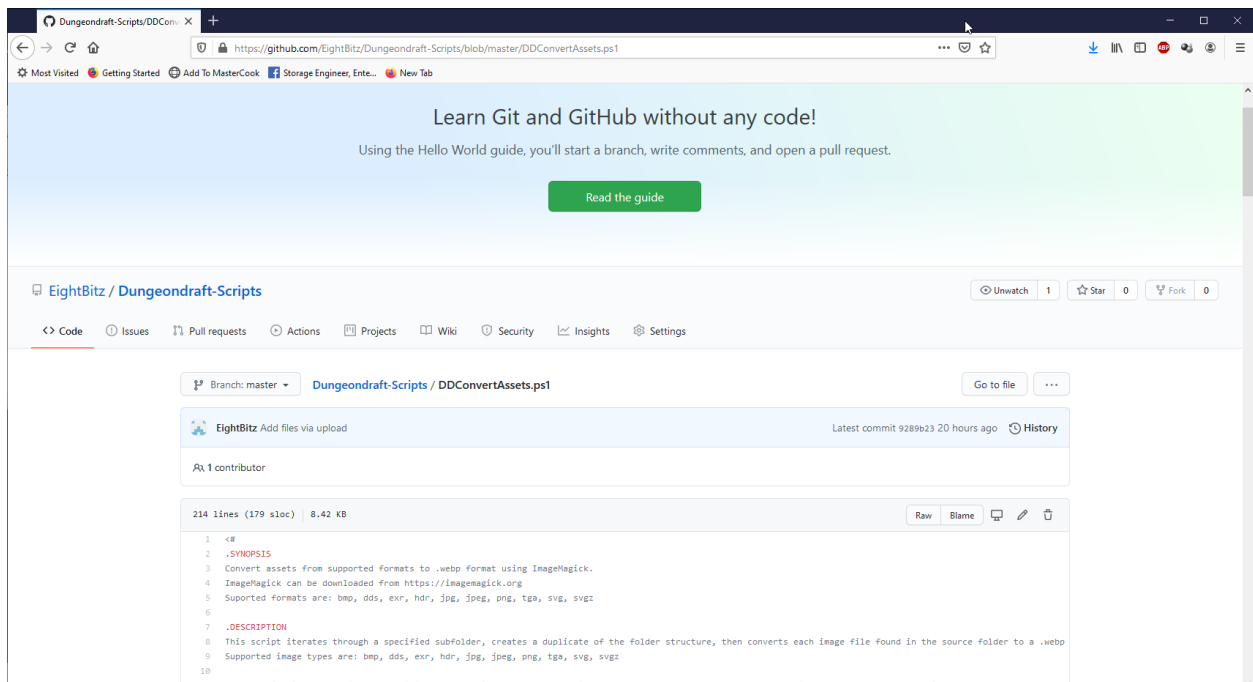 Dungeondraft-Scripts/DDConv
https://github.com/EightBitz/Dungeondraft-Scripts/blob/master/DDConvertAssets.ps1
Most Visited Getting Started Add To MasterCook Storage Engineer, Ente... New Tab
Learn Git and GitHub without any code!
Using the Hello World guide, you'll start a branch, write comments, and open a pull request.
Read the guide
EightBitz / Dungeondraft-Scripts
Unwatch 1 Star 0 Fork 0
Code Issues Pull requests Actions Projects Wiki Security Insights Settings
Branch: master Dungeondraft-Scripts / DDConvertAssets.ps1 Go to file ...
EightBitz Add files via upload Latest commit 9289b23 20 hours ago History
1 contributor
214 lines (179 sloc) 8.42 KB Raw Blame
1 <#
2 .SYNOPSIS
3 Convert assets from supported formats to .webp format using ImageMagick.
4 ImageMagick can be downloaded from https://imagemagick.org
5 Suported formats are: bmp, dds, exr, hdr, jpg, jpeg, png, tga, svg, svgz
6
7 .DESCRIPTION
8 This script iterates through a specified subfolder, creates a duplicate of the folder structure, then converts each image file found in the source folder to a .webp
9 Supported image types are: bmp, dds, exr, hdr, jpg, jpeg, png, tga, svg, svgz
10